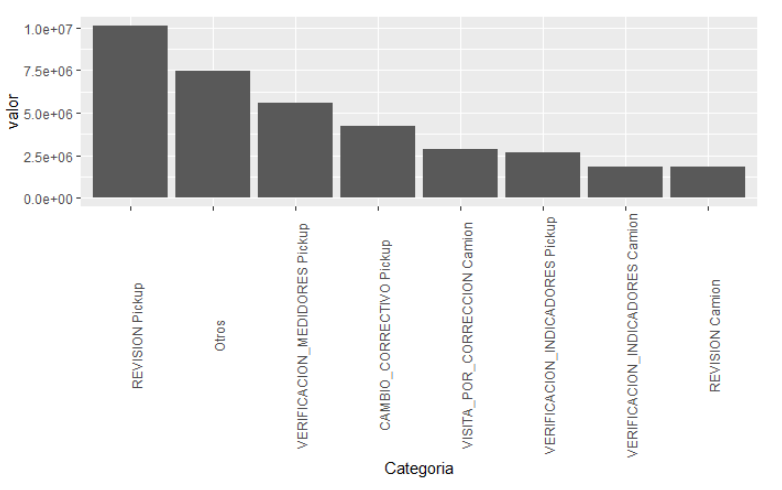 valor
1.0e+07
7.5e+06
5.0e+06
2.5e+06
0.0e+00
REVISION Pickup
Otros
VERIFICACION_MEDIDORES Pickup
CAMBIO_CORRECTIVO Pickup
VISITA_POR_CORRECCION Camion
VERIFICACION_INDICADORES Pickup
VERIFICACION_INDICADORES Camion
REVISION Camion
Categoria